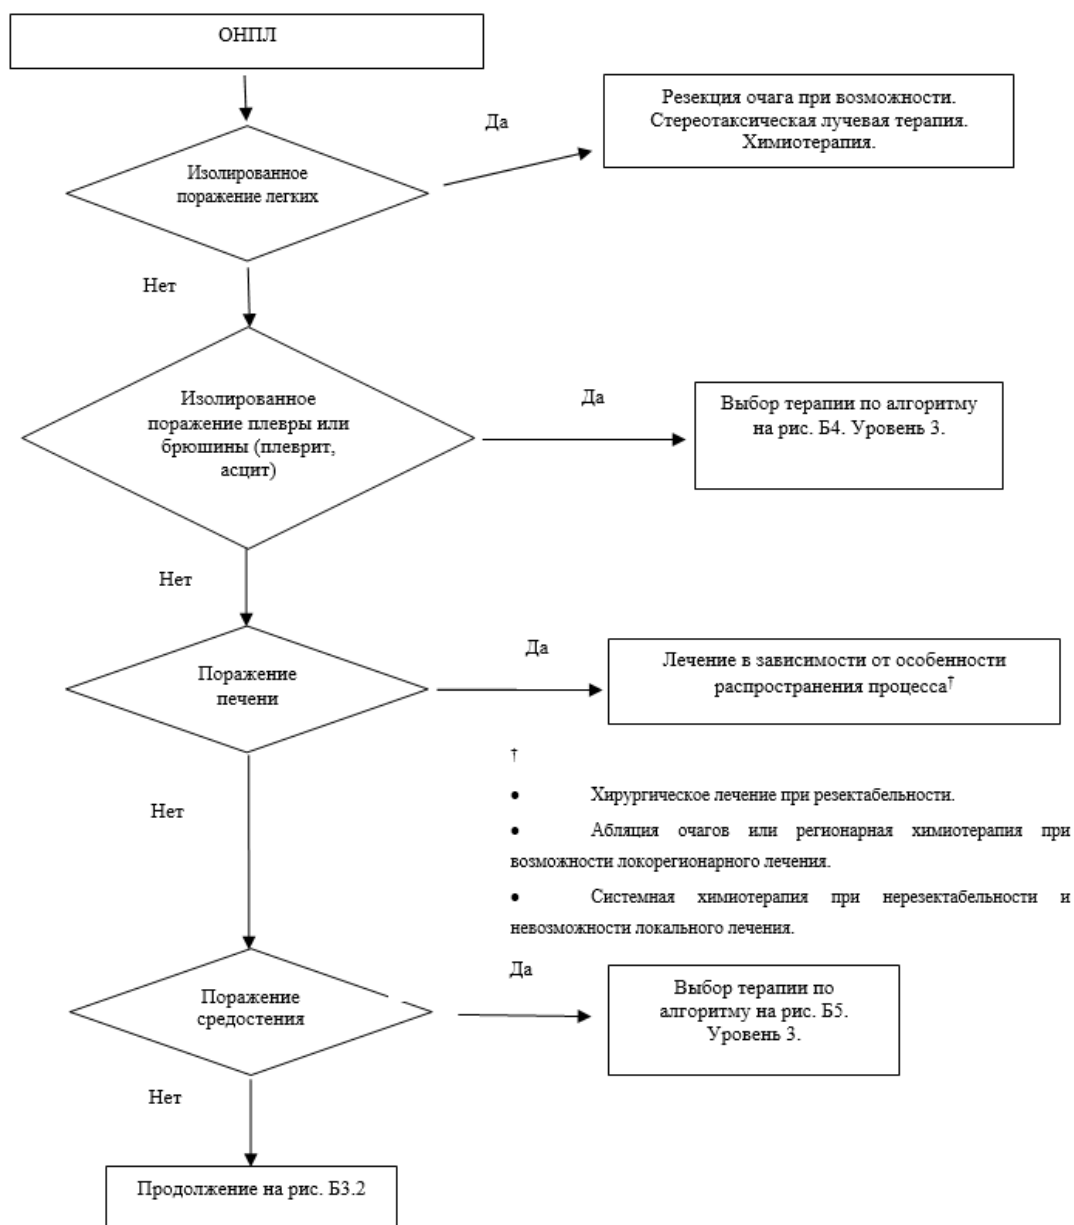 ОНПЛ
Резекция очага при возможности.
Стереотаксическая лучевая терапия.
Химиотерапия.
Да
Изолированное
поражение легких
Нет
Изолированное
поражение плевры или
брюшины (плеврит,
асцит)
Да
Выбор терапии по алгоритму
на рис. Б4. Уровень 3.
Нет
Поражение
печени
Да
Лечение в зависимости от особенности
распространения процесса†
†
● Хирургическое лечение при резектабельности.
● Абляция очагов или регионарная химиотерапия при
возможности локорегионарного лечения.
● Системная химиотерапия при нерезектабельности и
невозможности локального лечения.
Нет
Поражение
средостения
Да
Выбор терапии по
алгоритму на рис. Б5.
Уровень 3.
Нет
Продолжение на рис. Б3.2